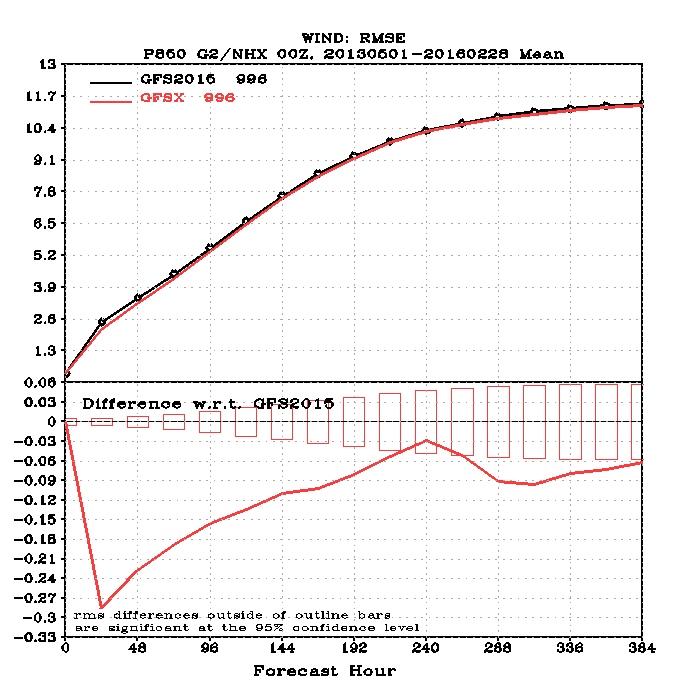 WIND: RMSE
P850 G2/NHX 00Z, 20130501-20160228 Mean
13
GFS2015 996
11.7
GFSX 996
10.4
9.1
7.8
6.5
5.2
3.9
2.6
1.3
0.06
0.03
Difference w.r.t. GFS2015
0
-0.03
-0.06
-0.09
-0.12
-0.15
-0.18
-0.21
-0.24
-0.27
-0.3
rms differences outside of outline bars
are significant at the 95% confidence level
-0.33
0 48 96 144 192 240 288 336 384
Forecast Hour